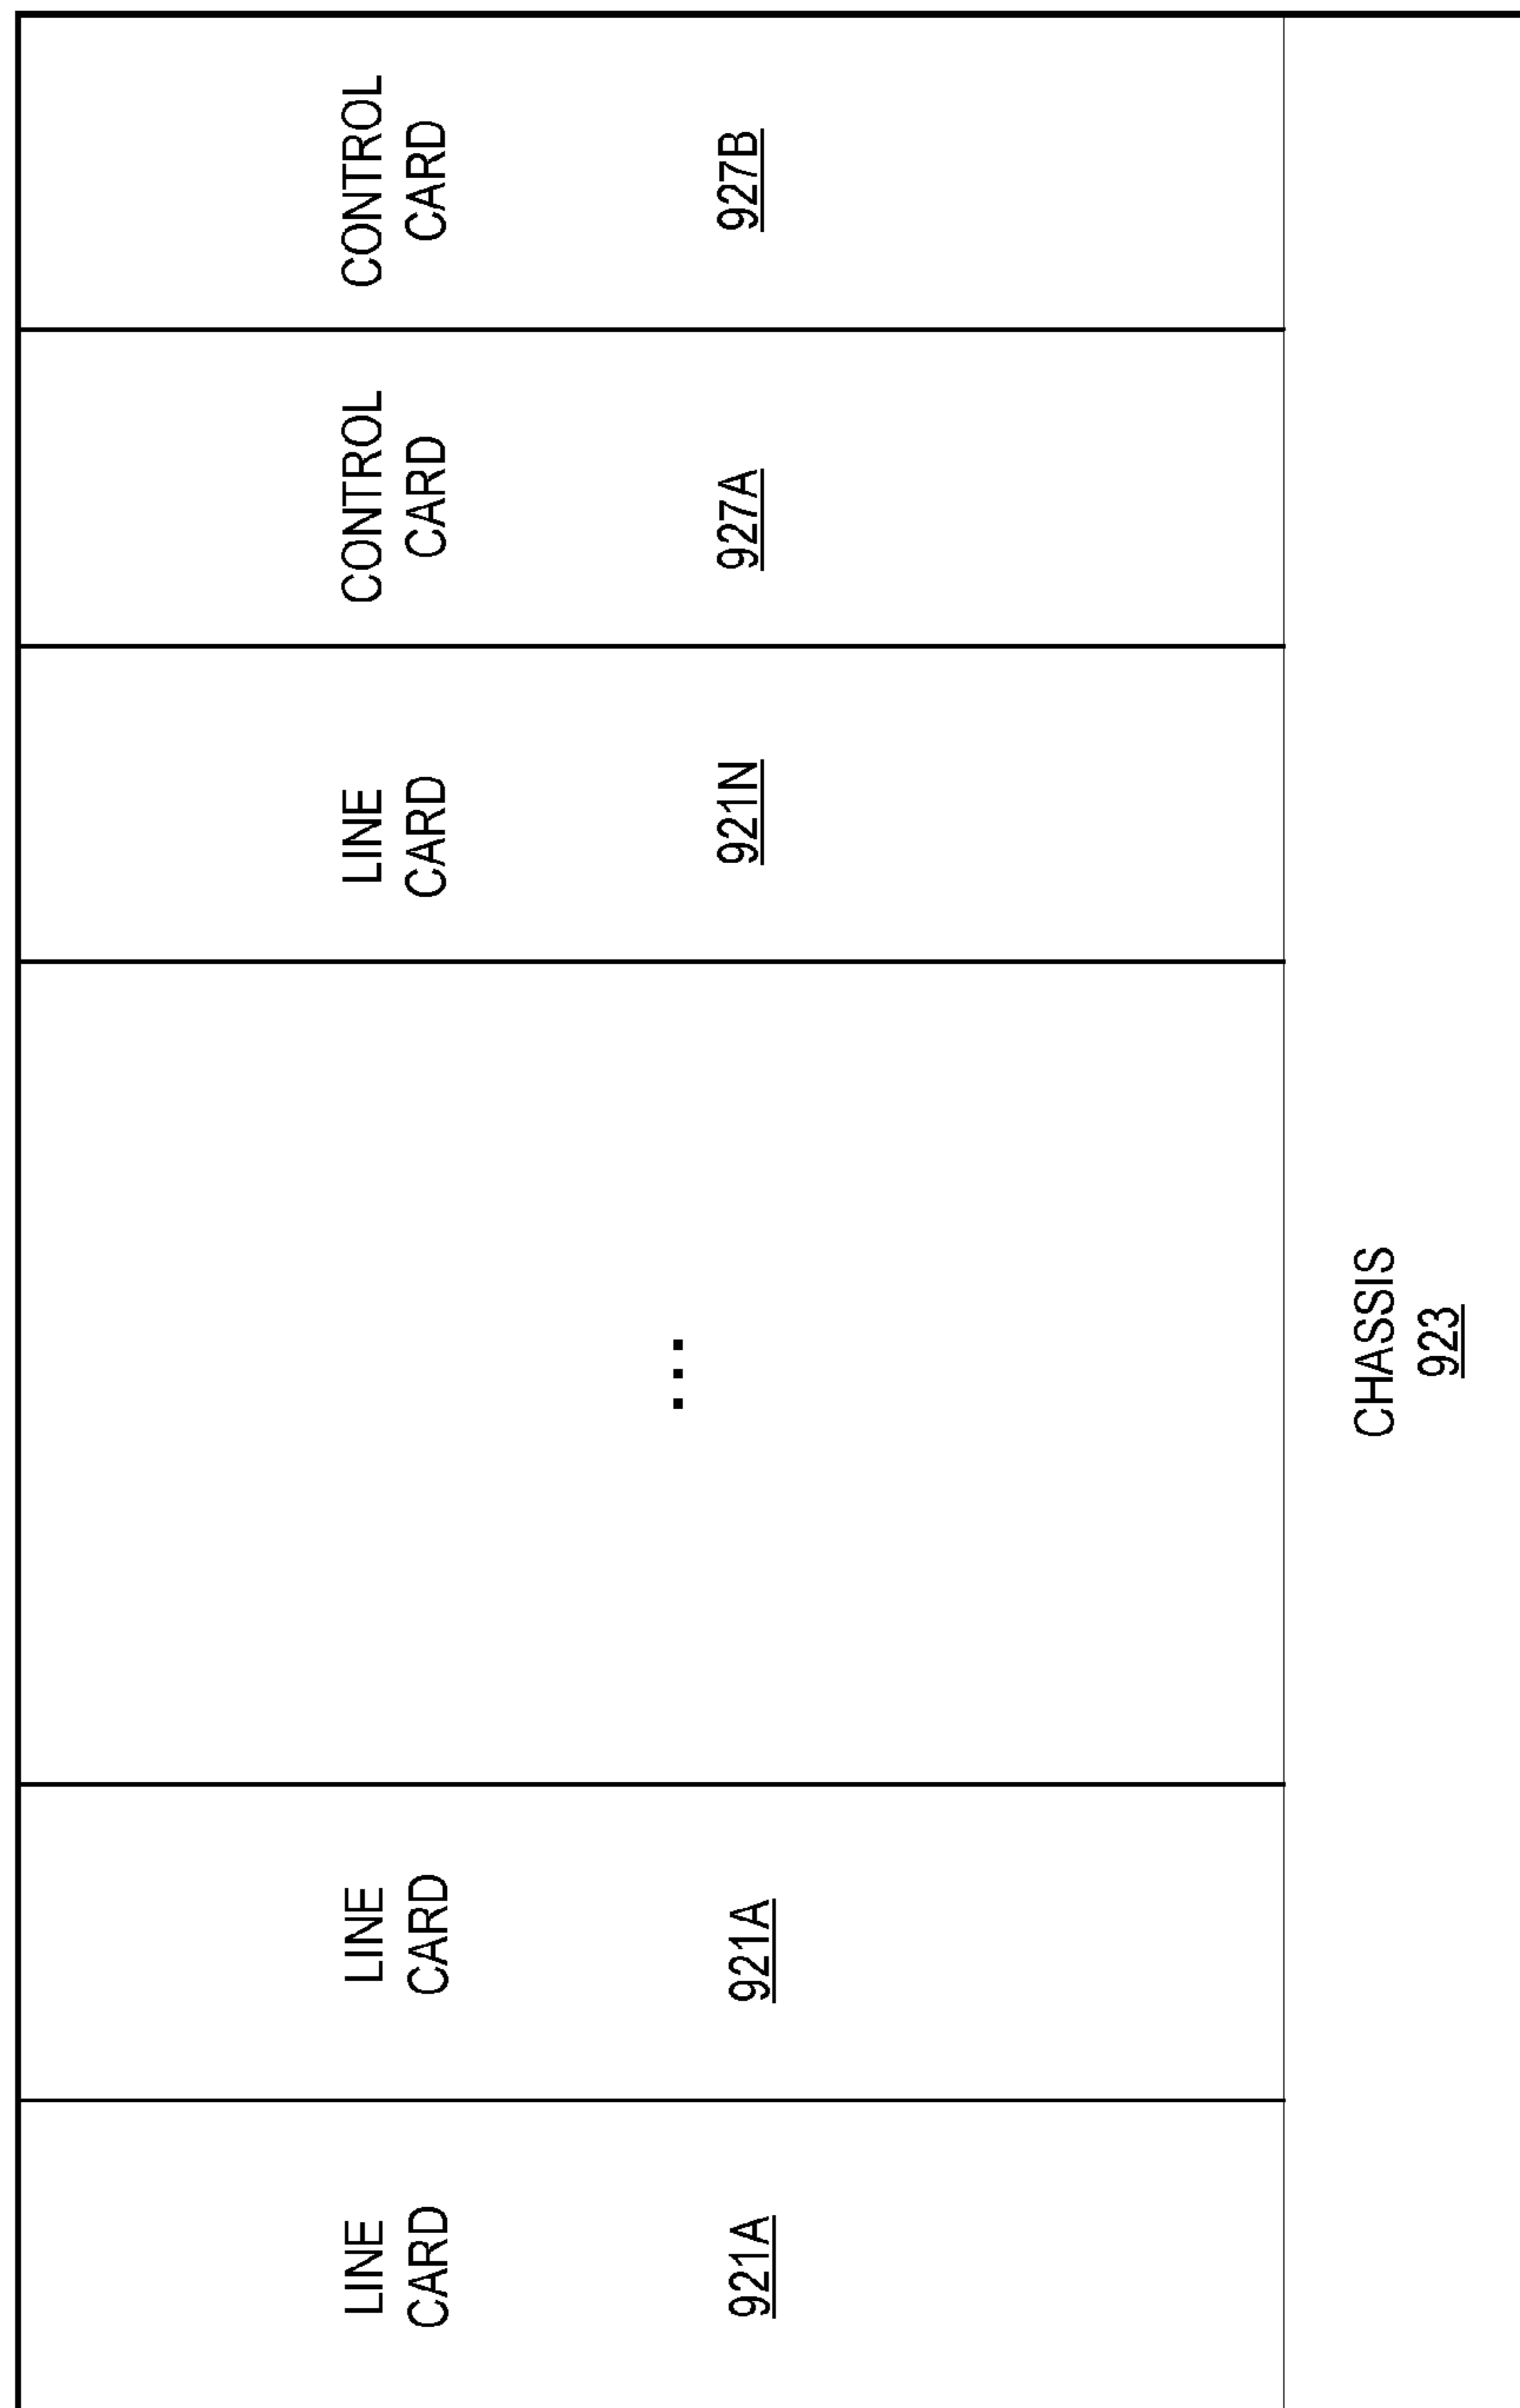 LINE
CARD
921A
LINE
CARD
921A
...
LINE
CARD
921N
CONTROL
CARD
927A
CONTROL
CARD
927B
CHASSIS
923